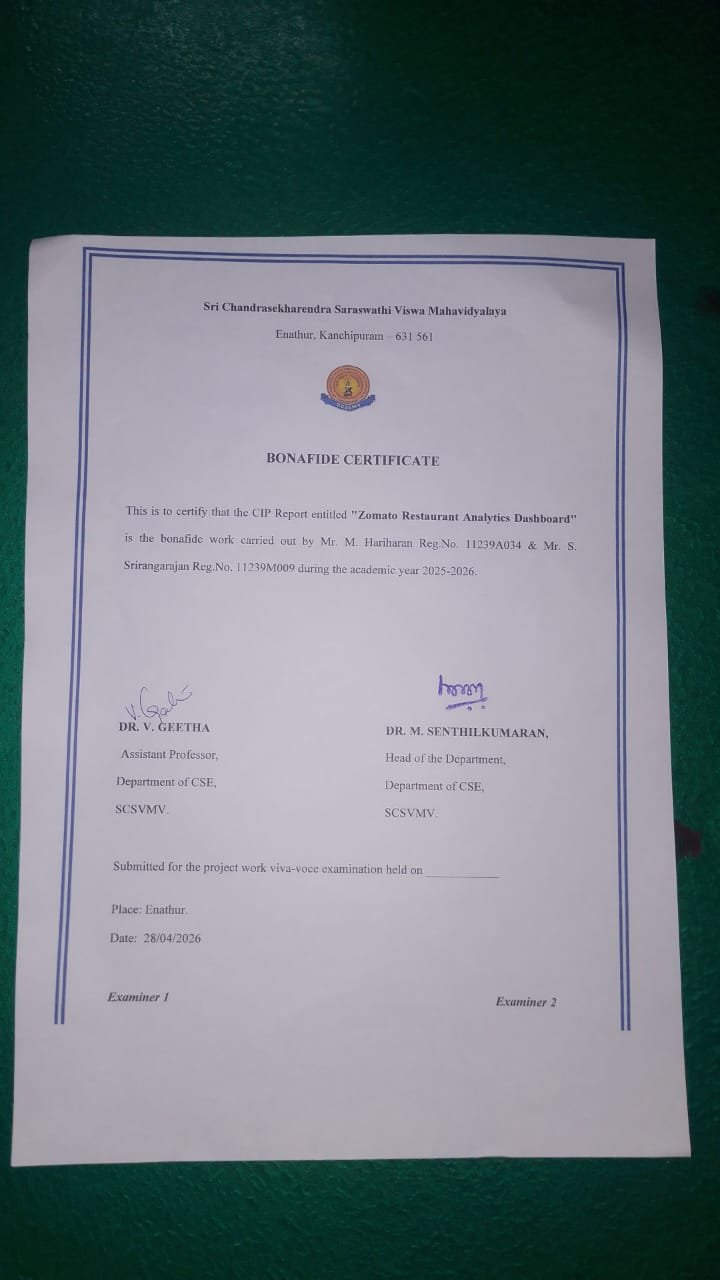 Sri Chandrasekharendra Saraswathi Viswa Mahavidyalaya
Enathur, Kanchipuram – 631 561
SCSVMV
BONAFIDE CERTIFICATE
This is to certify that the CIP Report entitled "Zomato Restaurant Analytics Dashboard"
is the bonafide work carried out by Mr. M. Hariharan Reg.No. 11239A034 & Mr. S.
Srirangarajan Reg.No. 11239M009 during the academic year 2025-2026.
V. Geetha
DR. V. GEETHA
Assistant Professor,
Department of CSE,
SCSVMV.
DR. M. SENTHILKUMARAN,
Head of the Department,
Department of CSE,
SCSVMV.
Submitted for the project work viva-voce examination held on ____________
Place: Enathur.
Date: 28/04/2026
Examiner 1
Examiner 2